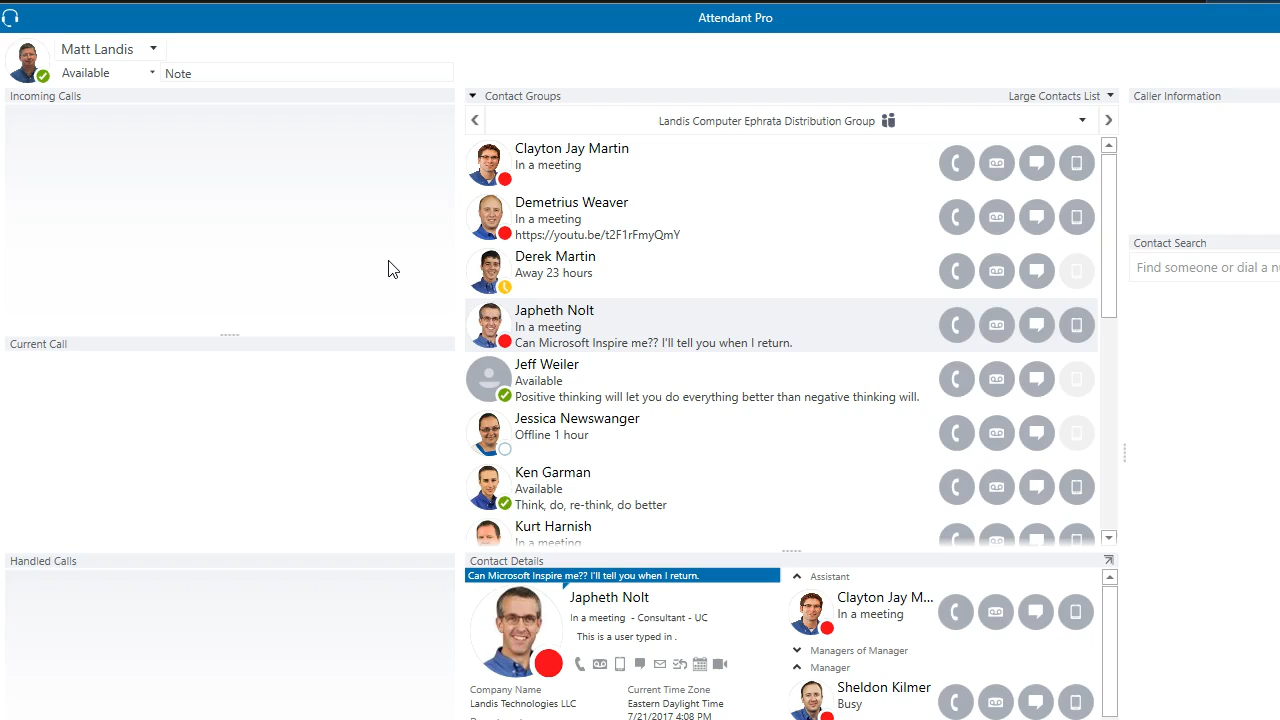 Attendant Pro
Matt Landis
Available
Note
Incoming Calls
Current Call
Handled Calls
Contact Groups
Large Contacts List
Landis Computer Ephrata Distribution Group
Clayton Jay Martin
In a meeting
Demetrius Weaver
In a meeting
https://youtu.be/t2F1rFmyQmY
Derek Martin
Away 23 hours
Japheth Nolt
In a meeting
Can Microsoft Inspire me?? I'll tell you when I return.
Jeff Weiler
Available
Positive thinking will let you do everything better than negative thinking will.
Jessica Newswanger
Offline 1 hour
Ken Garman
Available
Think, do, re-think, do better
Kurt Harnish
In a meeting
Contact Details
Can Microsoft Inspire me?? I'll tell you when I return.
Japheth Nolt
In a meeting - Consultant - UC
This is a user typed in .
Company Name
Landis Technologies LLC
Current Time Zone
Eastern Daylight Time
7/21/2017 4:08 PM
Assistant
Clayton Jay M...
In a meeting
Managers of Manager
Manager
Sheldon Kilmer
Busy
Caller Information
Contact Search
Find someone or dial a